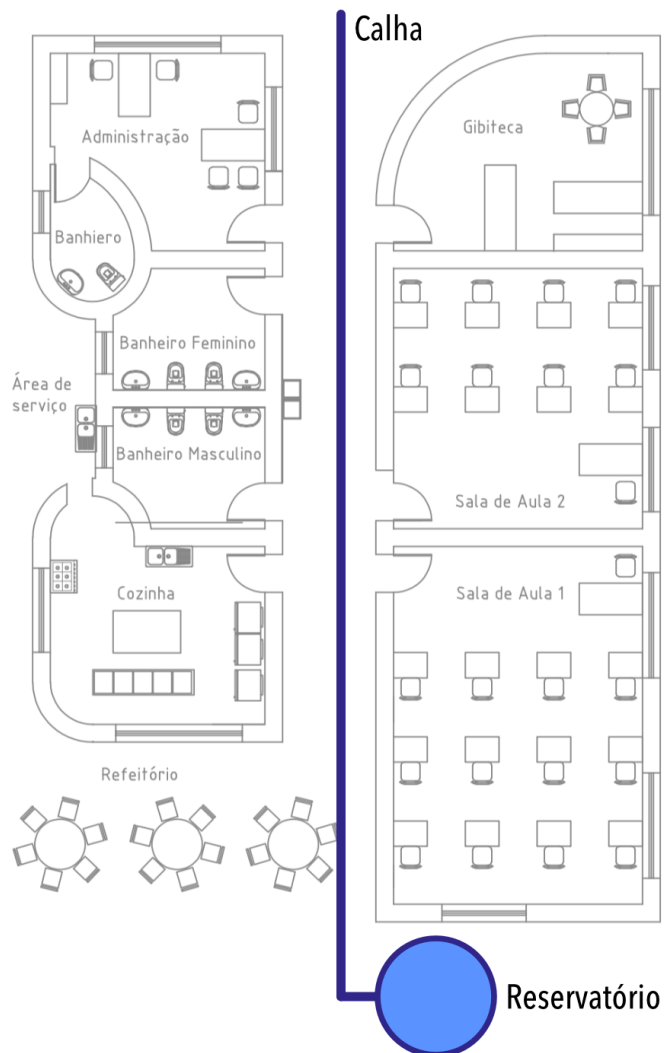 Calha
Administração
Gibiteca
Banhiero
Banheiro Feminino
Área de
serviço
Banheiro Masculino
Sala de Aula 2
Cozinha
Sala de Aula 1
Refeitório
Reservatório